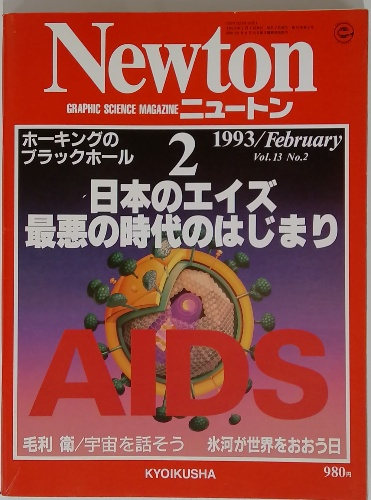 Newton
GRAPHIC SCIENCE MAGAZINE ニュートン
ホーキングの
ブラックホール
2
1993/February
Vol.13 No.2
日本のエイズ
最悪の時代のはじまり
AIDS
毛利 衛/宇宙を話そう 氷河が世界をおおう日
KYOIKUSHA
980円